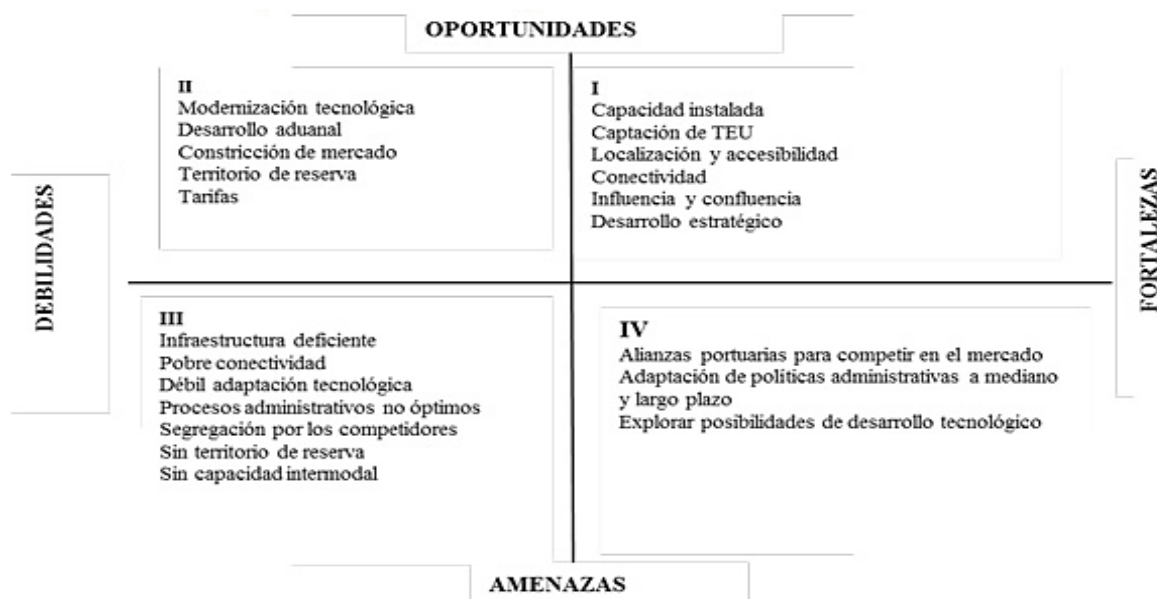 OPORTUNIDADES
II
Modernización tecnológica
Desarrollo aduanal
Constricción de mercado
Territorio de reserva
Tarifas
I
Capacidad instalada
Captación de TEU
Localización y accesibilidad
Conectividad
Influencia y confluencia
Desarrollo estratégico
DEBILIDADES
FORTALEZAS
III
Infraestructura deficiente
Pobre conectividad
Débil adaptación tecnológica
Procesos administrativos no óptimos
Segregación por los competidores
Sin territorio de reserva
Sin capacidad intermodal
IV
Alianzas portuarias para competir en el mercado
Adaptación de políticas administrativas a mediano
y largo plazo
Explorar posibilidades de desarrollo tecnológico
AMENAZAS